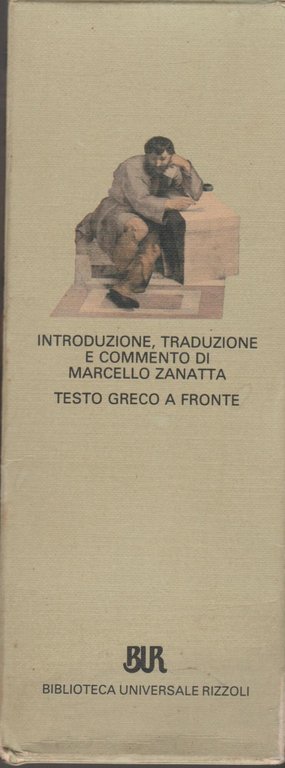 INTRODUZIONE, TRADUZIONE
E COMMENTO DI
MARCELLO ZANATTA
TESTO GRECO A FRONTE
BUR
BIBLIOTECA UNIVERSALE RIZZOLI